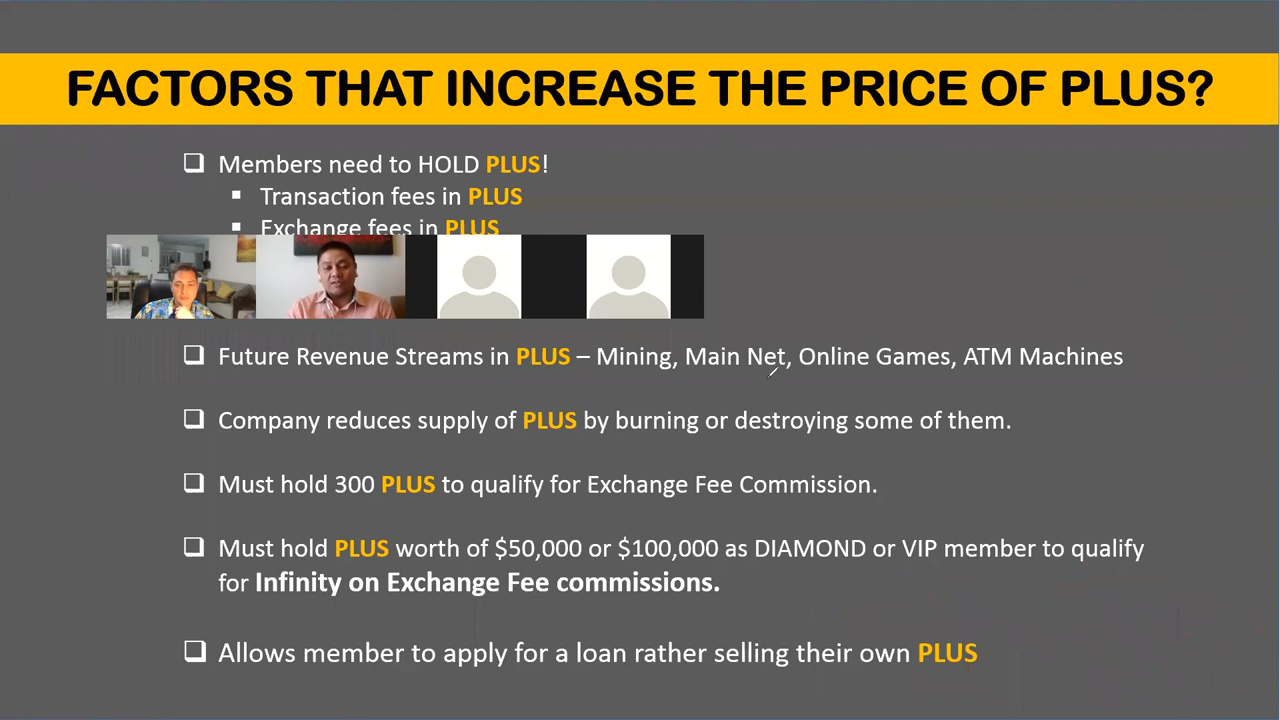 FACTORS THAT INCREASE THE PRICE OF PLUS?
Members need to HOLD PLUS!
Transaction fees in PLUS
Exchange fees in PLUS
Future Revenue Streams in PLUS – Mining, Main Net, Online Games, ATM Machines
Company reduces supply of PLUS by burning or destroying some of them.
Must hold 300 PLUS to qualify for Exchange Fee Commission.
Must hold PLUS worth of $50,000 or $100,000 as DIAMOND or VIP member to qualify
for Infinity on Exchange Fee commissions.
Allows member to apply for a loan rather selling their own PLUS